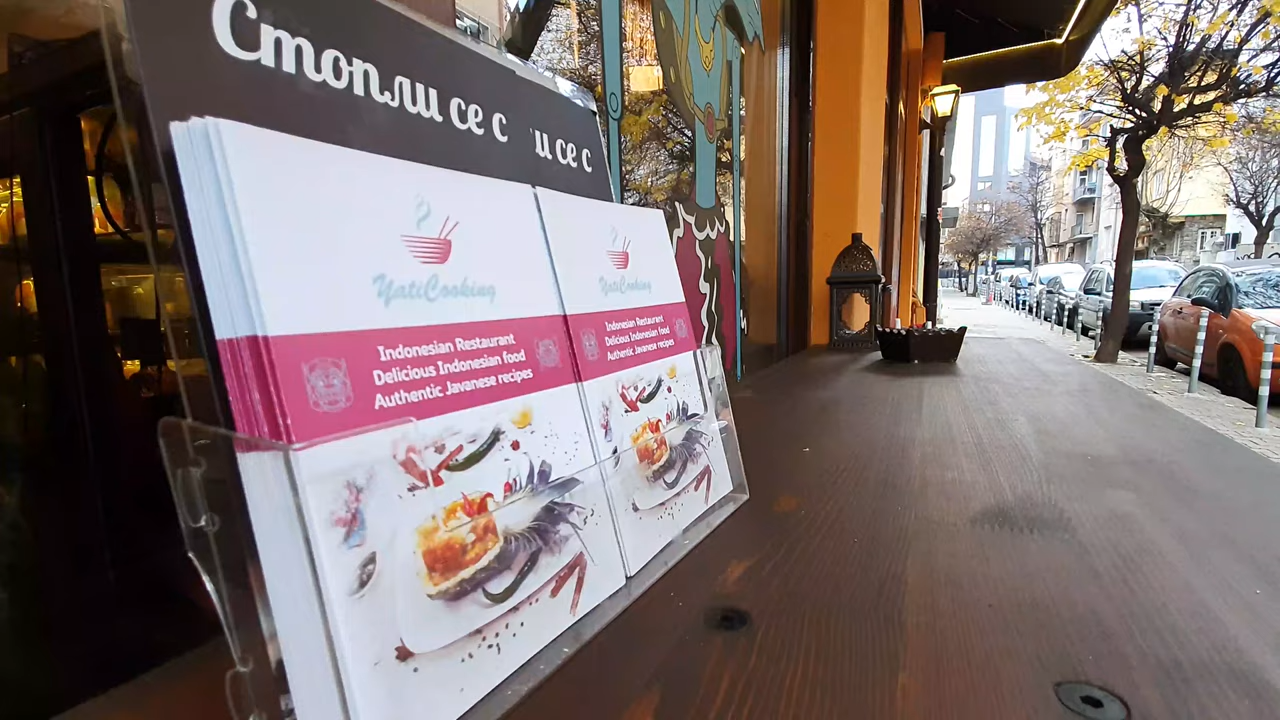 Стопли се с
и се с
YatiCooking
Indonesian Restaurant
Delicious Indonesian food
Authentic Javanese recipes
YatiCooking
Indonesian Restaurant
Delicious Indonesian food
Authentic Javanese recipes